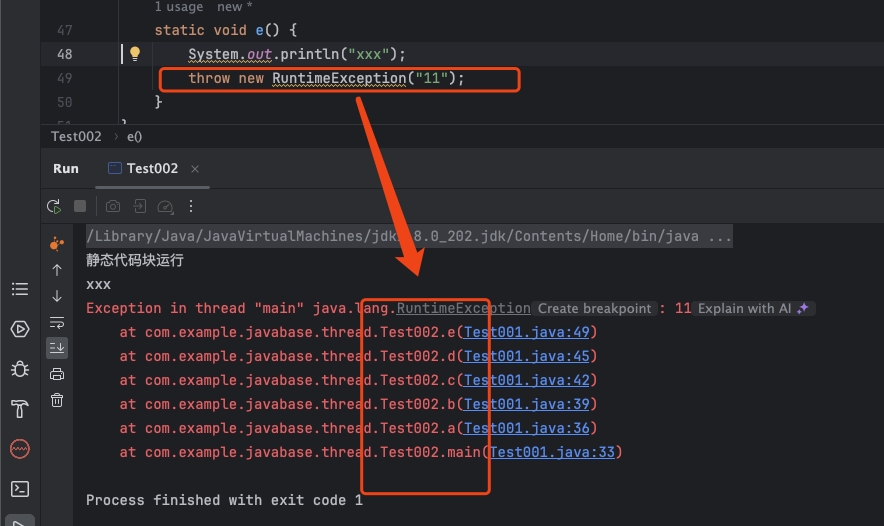 1 usage   new *
47        static void e() {
48            System.out.println("xxx");
49            throw new RuntimeException("11");
50        }
Test002 › e()
Run   Test002 ×
/Library/Java/JavaVirtualMachines/jdk 8.0_202.jdk/Contents/Home/bin/java ...
静态代码块运行
xxx
Exception in thread "main" java.lang.RuntimeException Create breakpoint : 11 Explain with AI
    at com.example.javabase.thread.Test002.e(Test001.java:49)
    at com.example.javabase.thread.Test002.d(Test001.java:45)
    at com.example.javabase.thread.Test002.c(Test001.java:42)
    at com.example.javabase.thread.Test002.b(Test001.java:39)
    at com.example.javabase.thread.Test002.a(Test001.java:36)
    at com.example.javabase.thread.Test002.main(Test001.java:33)
Process finished with exit code 1